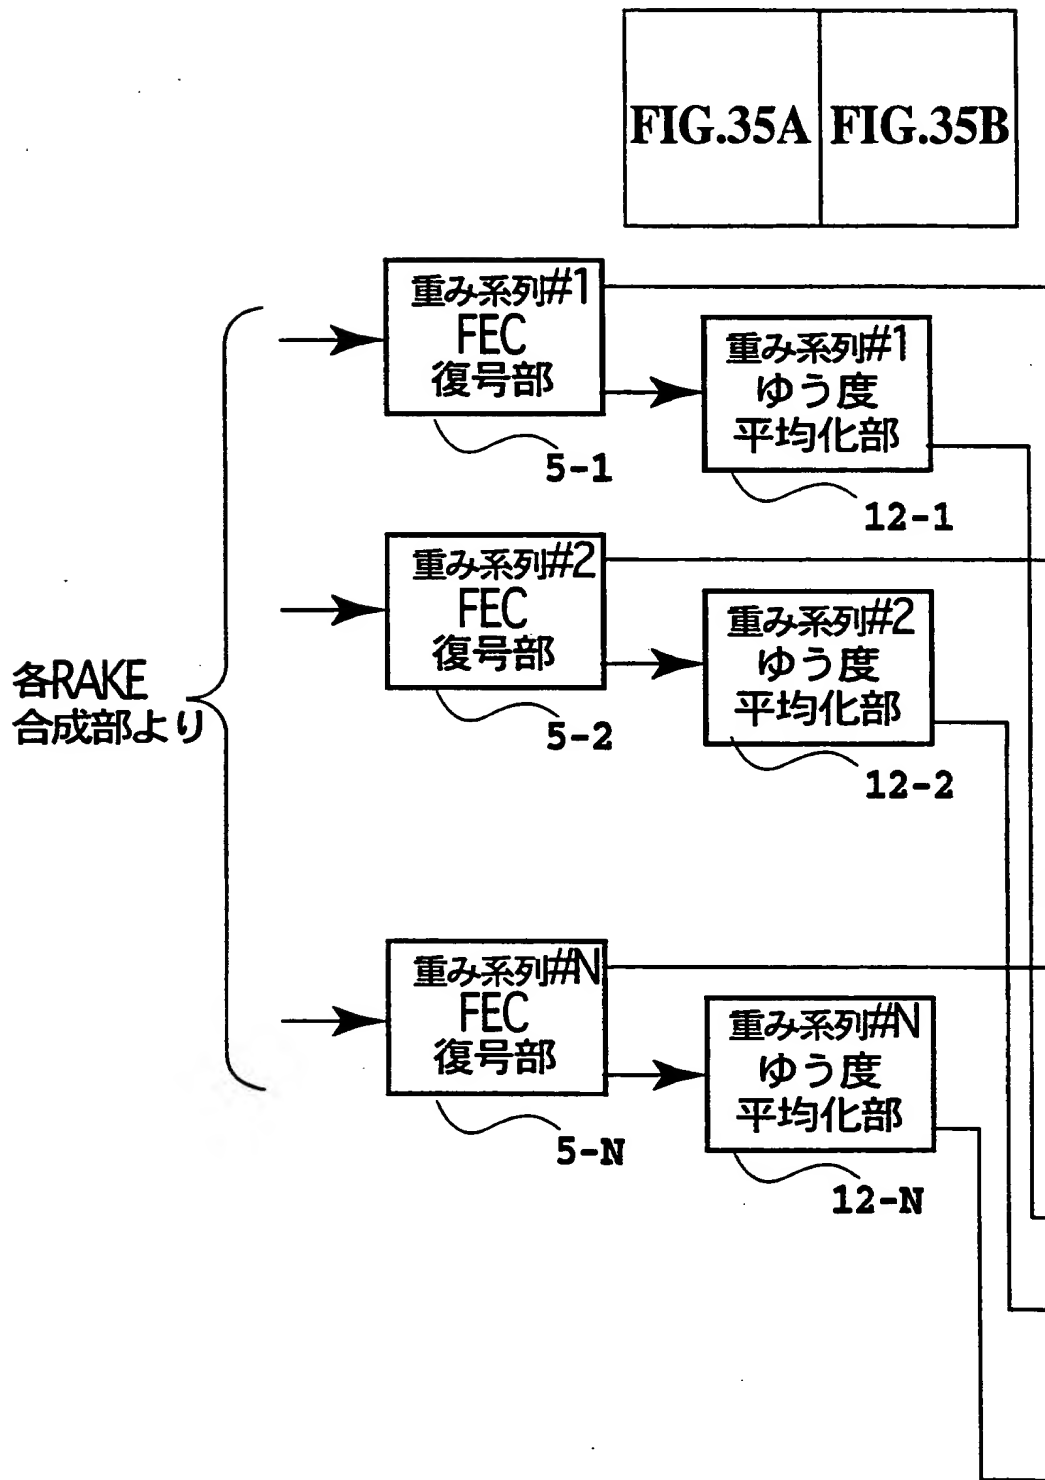 FIG.35A FIG.35B
重み系列#1
FEC
復号部
5-1
重み系列#1
ゆう度
平均化部
12-1
重み系列#2
FEC
復号部
5-2
重み系列#2
ゆう度
平均化部
12-2
各RAKE
合成部より
重み系列#N
FEC
復号部
5-N
重み系列#N
ゆう度
平均化部
12-N